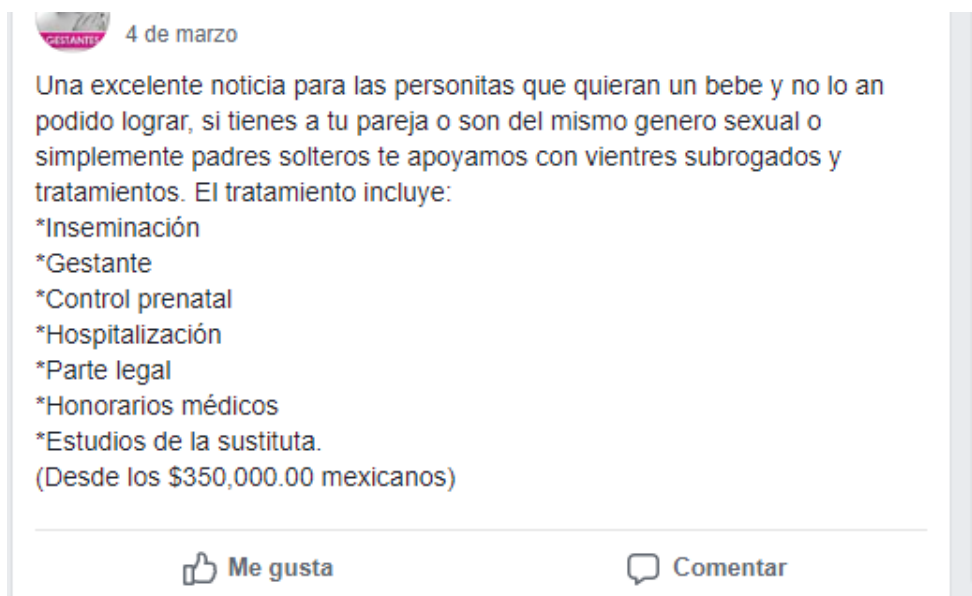 GESTANTES
4 de marzo
Una excelente noticia para las personitas que quieran un bebe y no lo an
podido lograr, si tienes a tu pareja o son del mismo genero sexual o
simplemente padres solteros te apoyamos con vientres subrogados y
tratamientos. El tratamiento incluye:
*Inseminación
*Gestante
*Control prenatal
*Hospitalización
*Parte legal
*Honorarios médicos
*Estudios de la sustituta.
(Desde los $350,000.00 mexicanos)
Me gusta
Comentar